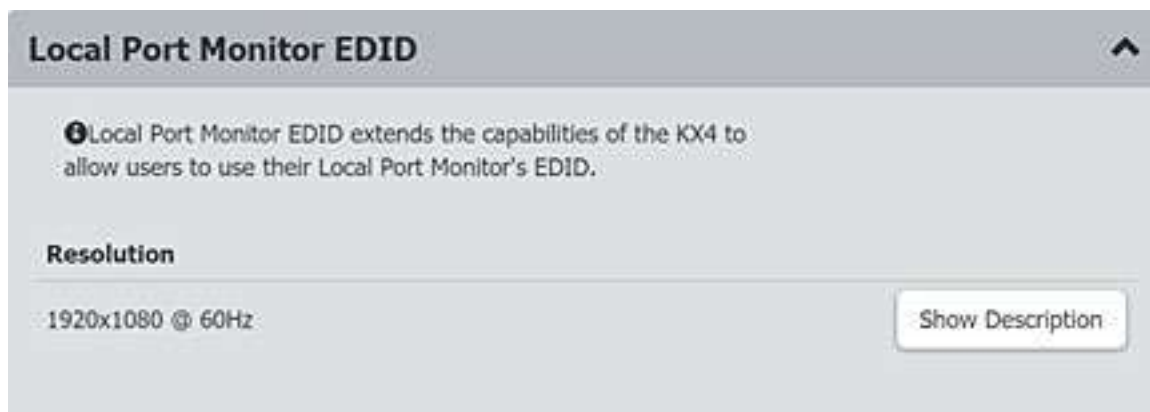 Local Port Monitor EDID
Local Port Monitor EDID extends the capabilities of the KX4 to
allow users to use their Local Port Monitor's EDID.
Resolution
1920x1080 @ 60Hz
Show Description